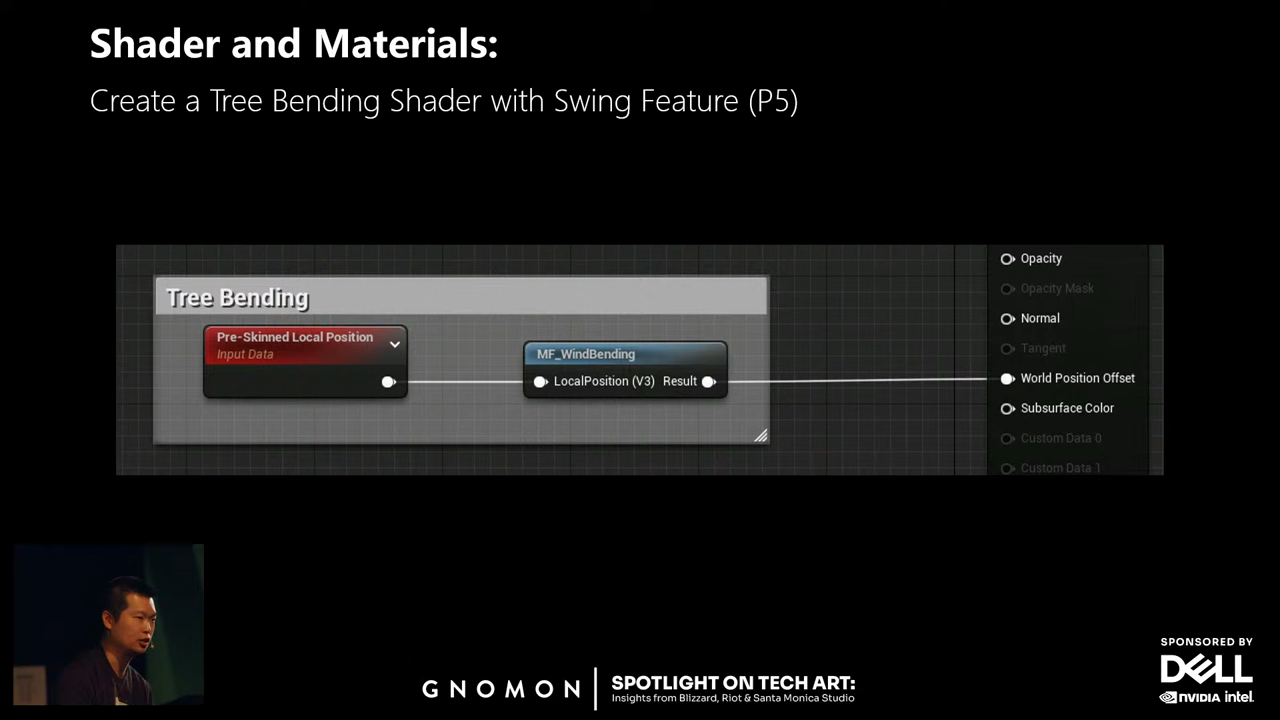 Shader and Materials:
Create a Tree Bending Shader with Swing Feature (P5)
Tree Bending
Pre-Skinned Local Position
Input Data
MF_WindBending
LocalPosition (V3) Result
Opacity
Opacity Mask
Normal
Tangent
World Position Offset
Subsurface Color
Custom Data 0
Custom Data 1
GNOMON
SPOTLIGHT ON TECH ART:
Insights from Blizzard, Riot & Santa Monica Studio
SPONSORED BY
DELL
NVIDIA intel.